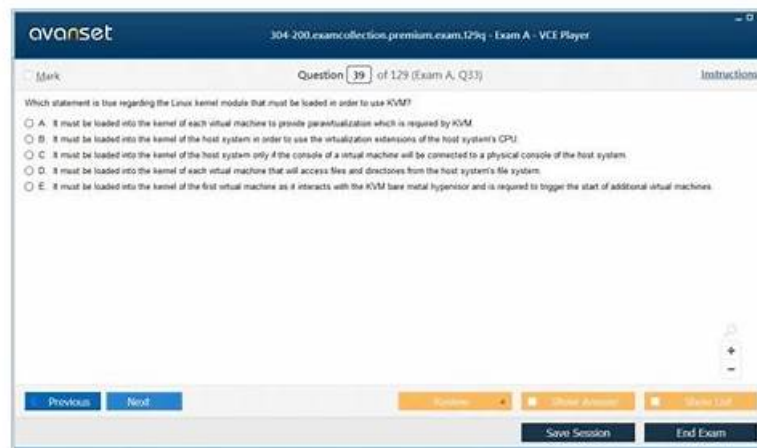 avanset
304-200.examcollection.premium.exam.129q - Exam A - VCE Player
Mark
Question 39 of 129 (Exam A, Q33)
Instructions
Which statement is true regarding the Linux kernel module that must be loaded in order to use KVM?
A. It must be loaded into the kernel of each virtual machine to provide paravirtualization which is required by KVM.
B. It must be loaded into the kernel of the host system in order to use the virtualization extensions of the host system's CPU.
C. It must be loaded into the kernel of the host system only if the console of a virtual machine will be connected to a physical console of the host system.
D. It must be loaded into the kernel of each virtual machine that will access files and directories from the host system's file system.
E. It must be loaded into the kernel of the first virtual machine as it interacts with the KVM bare metal hypervisor and is required to trigger the start of additional virtual machines.
Previous
Next
Review
Show Answer
Show List
Save Session
End Exam